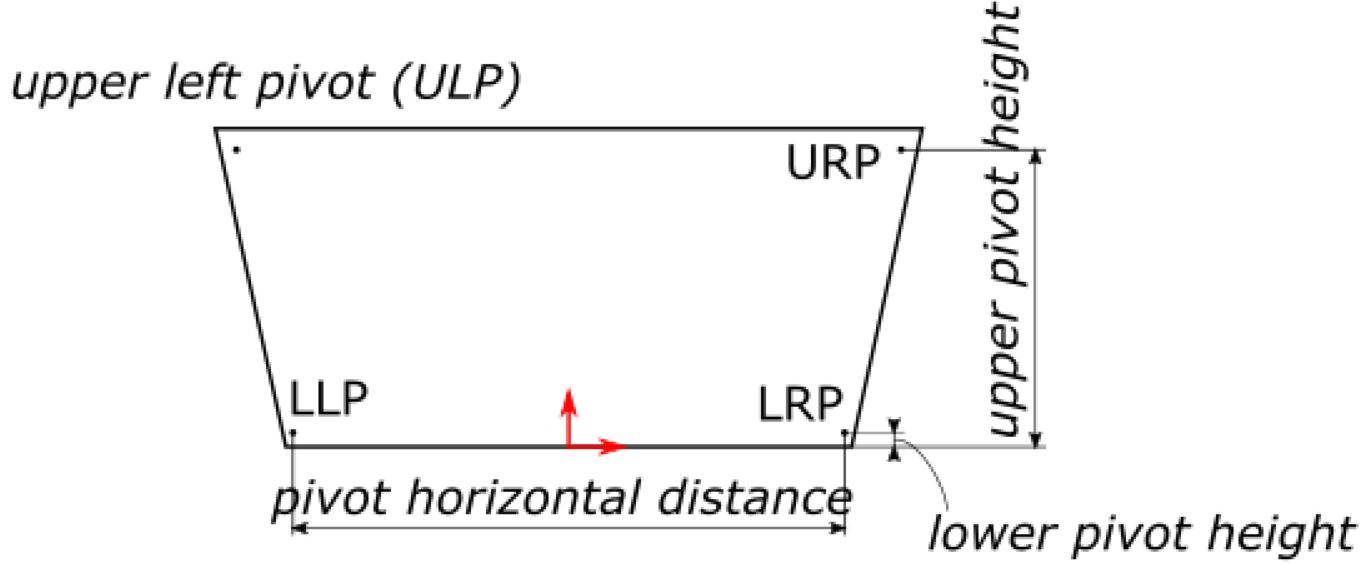 upper left pivot (ULP)
upper pivot height
URP
LLP
LRP
pivot horizontal distance
lower pivot height